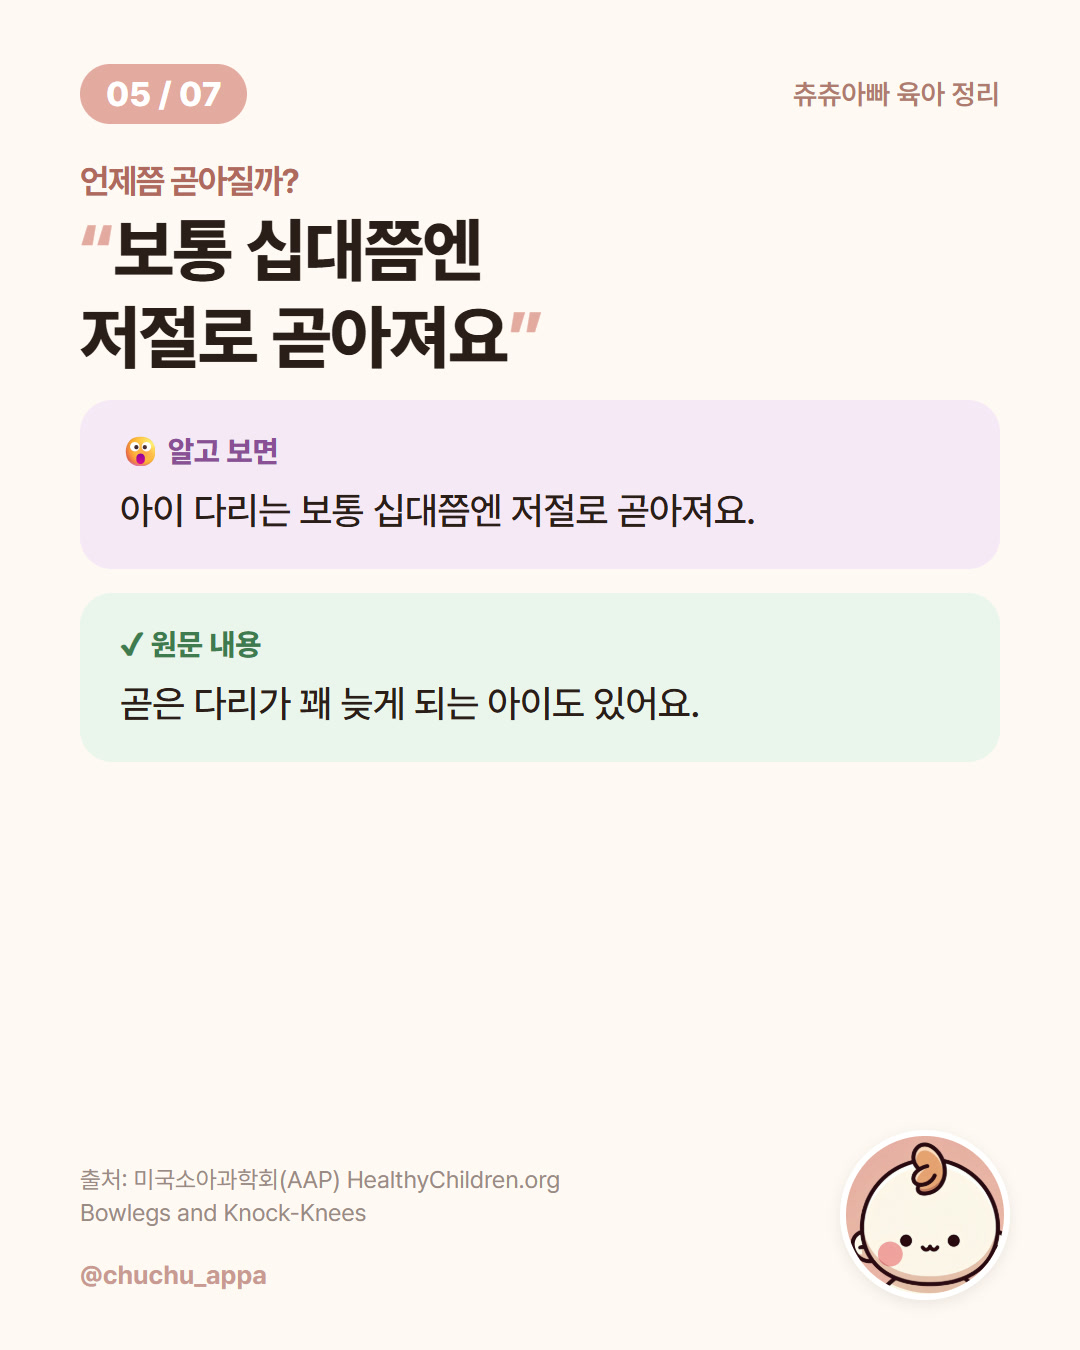 05 / 07
츄츄아빠 육아 정리
언제쯤 곧아질까?
“보통 십대쯤엔
저절로 곧아져요”
😲 알고 보면
아이 다리는 보통 십대쯤엔 저절로 곧아져요.
✓ 원문 내용
곧은 다리가 꽤 늦게 되는 아이도 있어요.
출처: 미국소아과학회(AAP) HealthyChildren.org
Bowlegs and Knock-Knees
@chuchu_appa